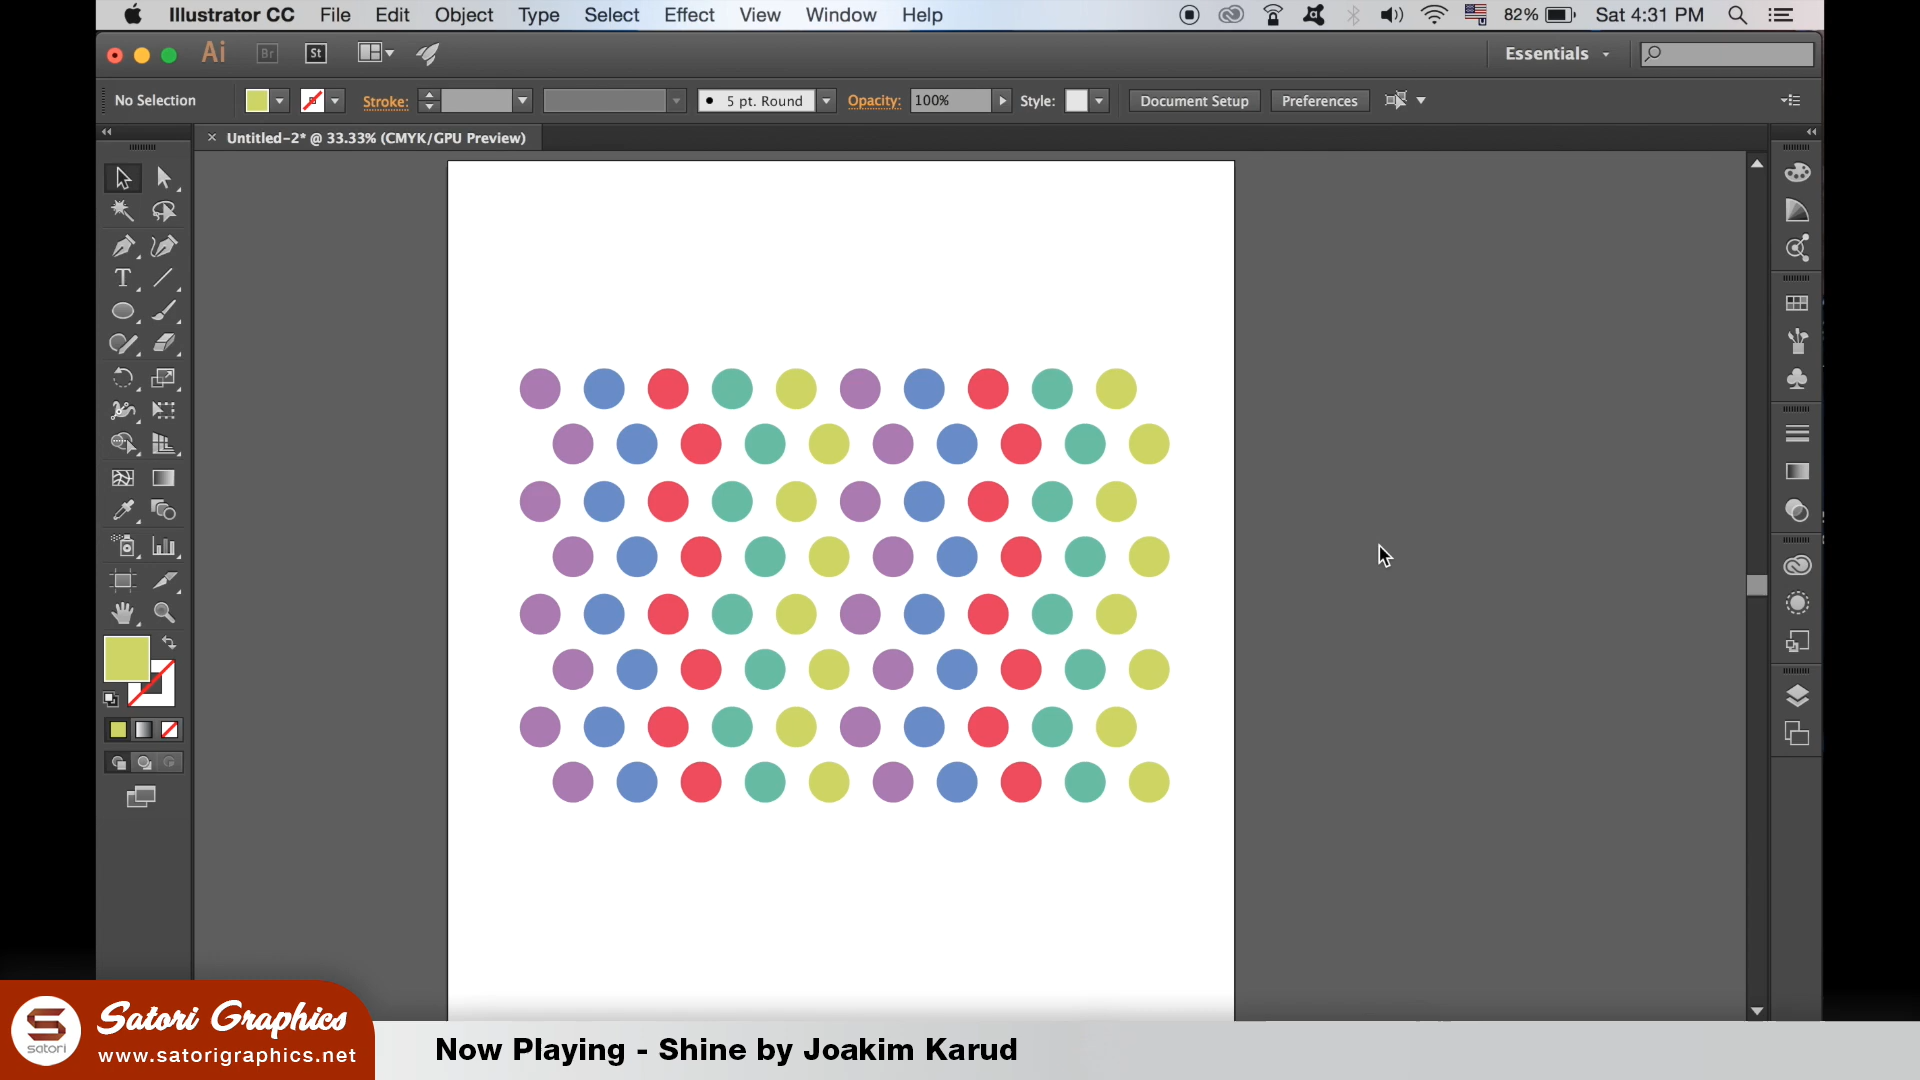 Illustrator CC File Edit Object Type Select Effect View Window Help 82% Sat 4:31 PM
Ai Br St Essentials
No Selection Stroke: 5 pt. Round Opacity: 100% Style: Document Setup Preferences
× Untitled-2* @ 33.33% (CMYK/GPU Preview)
T
Satori Graphics
satori
www.satorigraphics.net
Now Playing - Shine by Joakim Karud